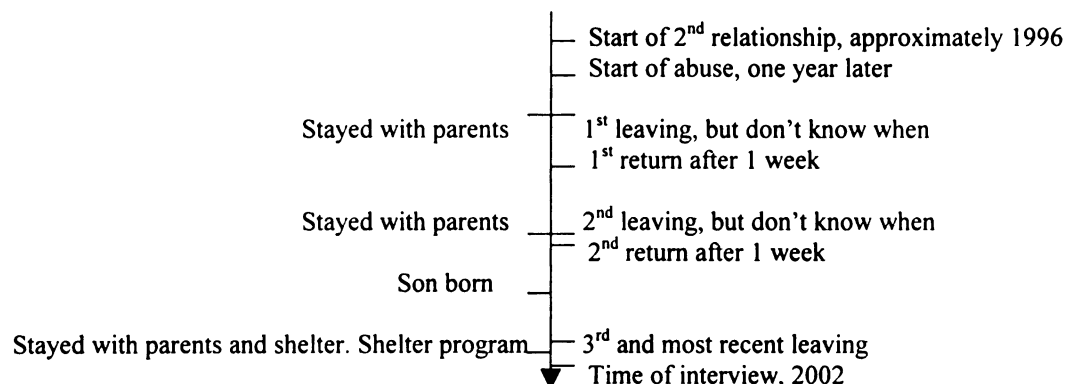 Start of 2nd relationship, approximately 1996
Start of abuse, one year later
Stayed with parents
1st leaving, but don't know when
1st return after 1 week
Stayed with parents
2nd leaving, but don't know when
2nd return after 1 week
Son born
Stayed with parents and shelter. Shelter program
3rd and most recent leaving
Time of interview, 2002